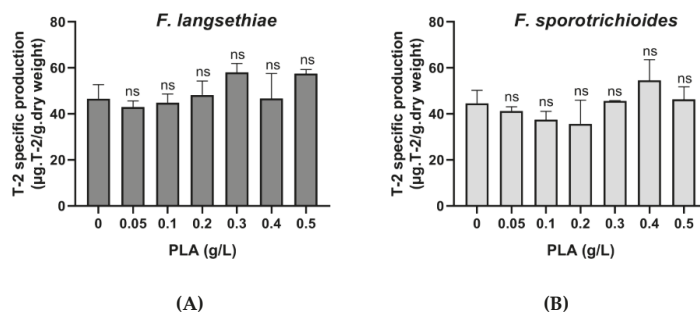 F. langsethiae
T-2 specific production
(µg.T-2/g.dry weight)
80
60
40
20
0
ns
ns
ns
ns
ns
ns
0
0.05
0.1
0.2
0.3
0.4
0.5
PLA (g/L)
(A)
F. sporotrichioides
T-2 specific production
(µg.T-2/g.dry weight)
80
60
40
20
0
ns
ns
ns
ns
ns
ns
0
0.05
0.1
0.2
0.3
0.4
0.5
PLA (g/L)
(B)